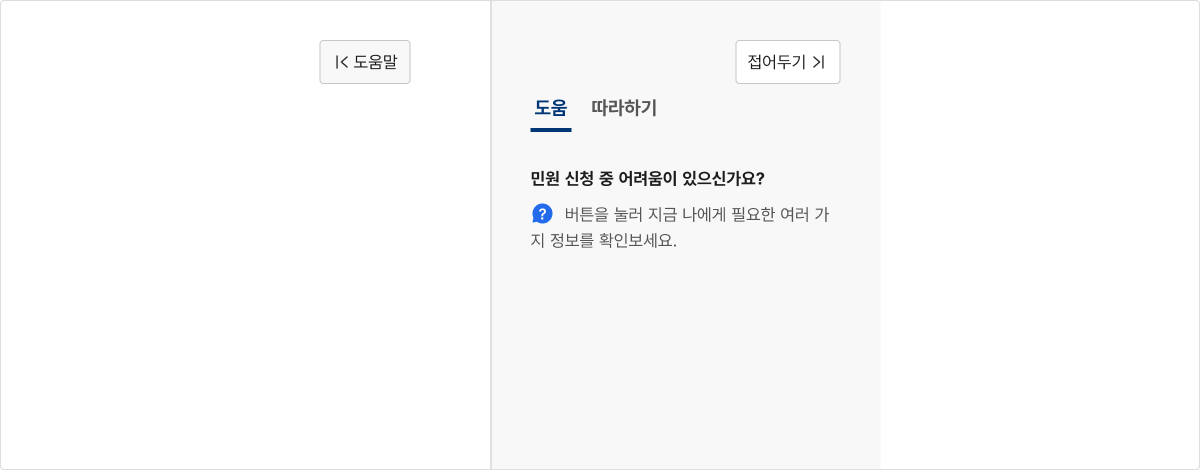 도움말
접어두기
도움 따라하기
민원 신청 중 어려움이 있으신가요?
? 버튼을 눌러 지금 나에게 필요한 여러 가
지 정보를 확인보세요.